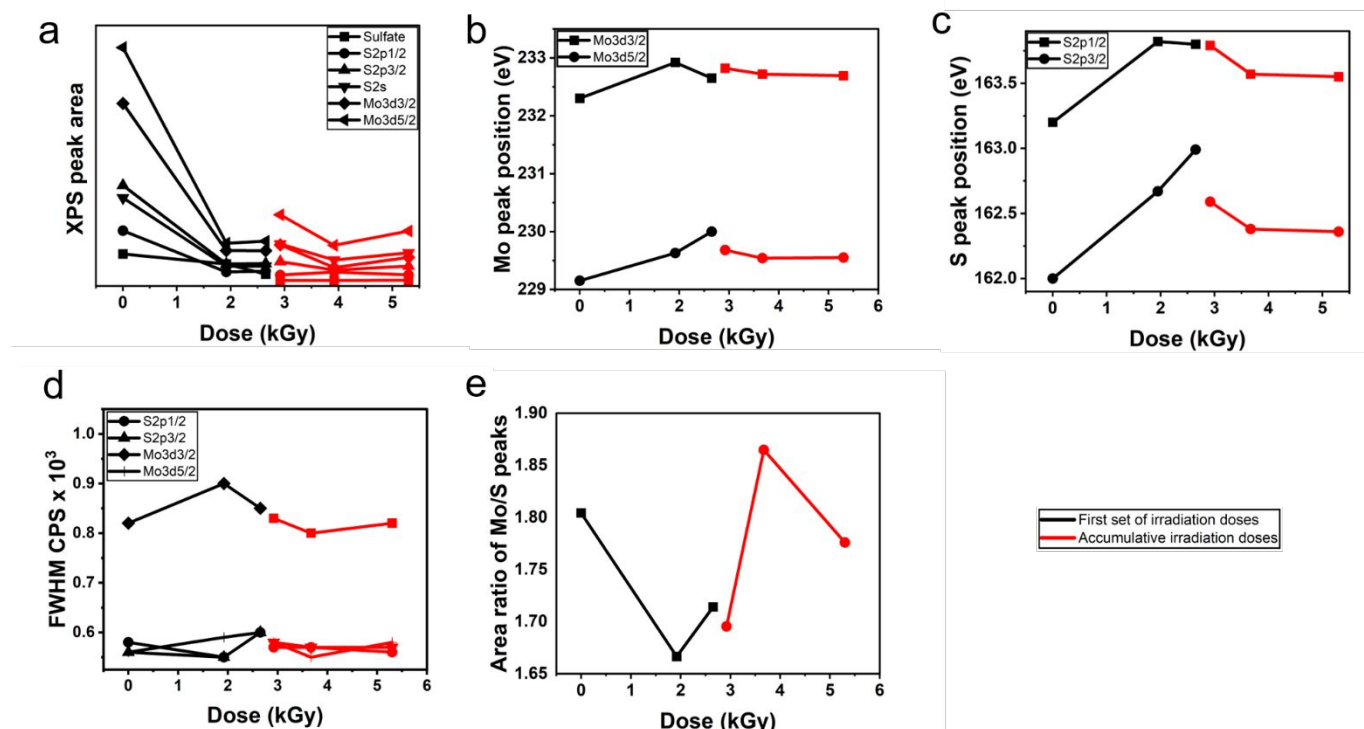 a
XPS peak area
Sulfate
S2p1/2
S2p3/2
S2s
Mo3d3/2
Mo3d5/2
0 1 2 3 4 5
Dose (kGy)
b
Mo peak position (eV)
233
232
231
230
229
Mo3d3/2
Mo3d5/2
0 1 2 3 4 5 6
Dose (kGy)
c
S peak position (eV)
163.5
163.0
162.5
162.0
S2p1/2
S2p3/2
0 1 2 3 4 5
Dose (kGy)
d
FWHM CPS x 10³
1.0
0.9
0.8
0.6
S2p1/2
S2p3/2
Mo3d3/2
Mo3d5/2
0 1 2 3 4 5 6
Dose (kGy)
e
Area ratio of Mo/S peaks
1.90
1.85
1.80
1.75
1.70
1.65
0 1 2 3 4 5 6
Dose (kGy)
First set of irradiation doses
Accumulative irradiation doses